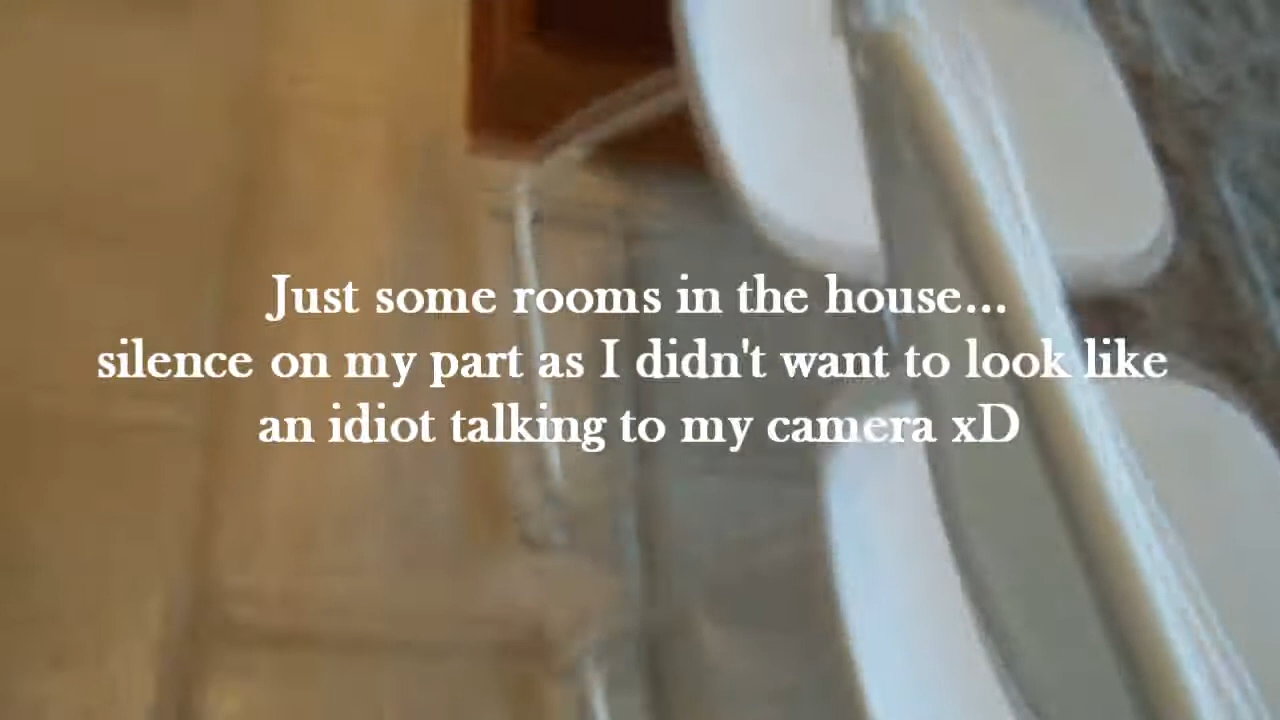 Just some rooms in the house...
silence on my part as I didn't want to look like
an idiot talking to my camera xD